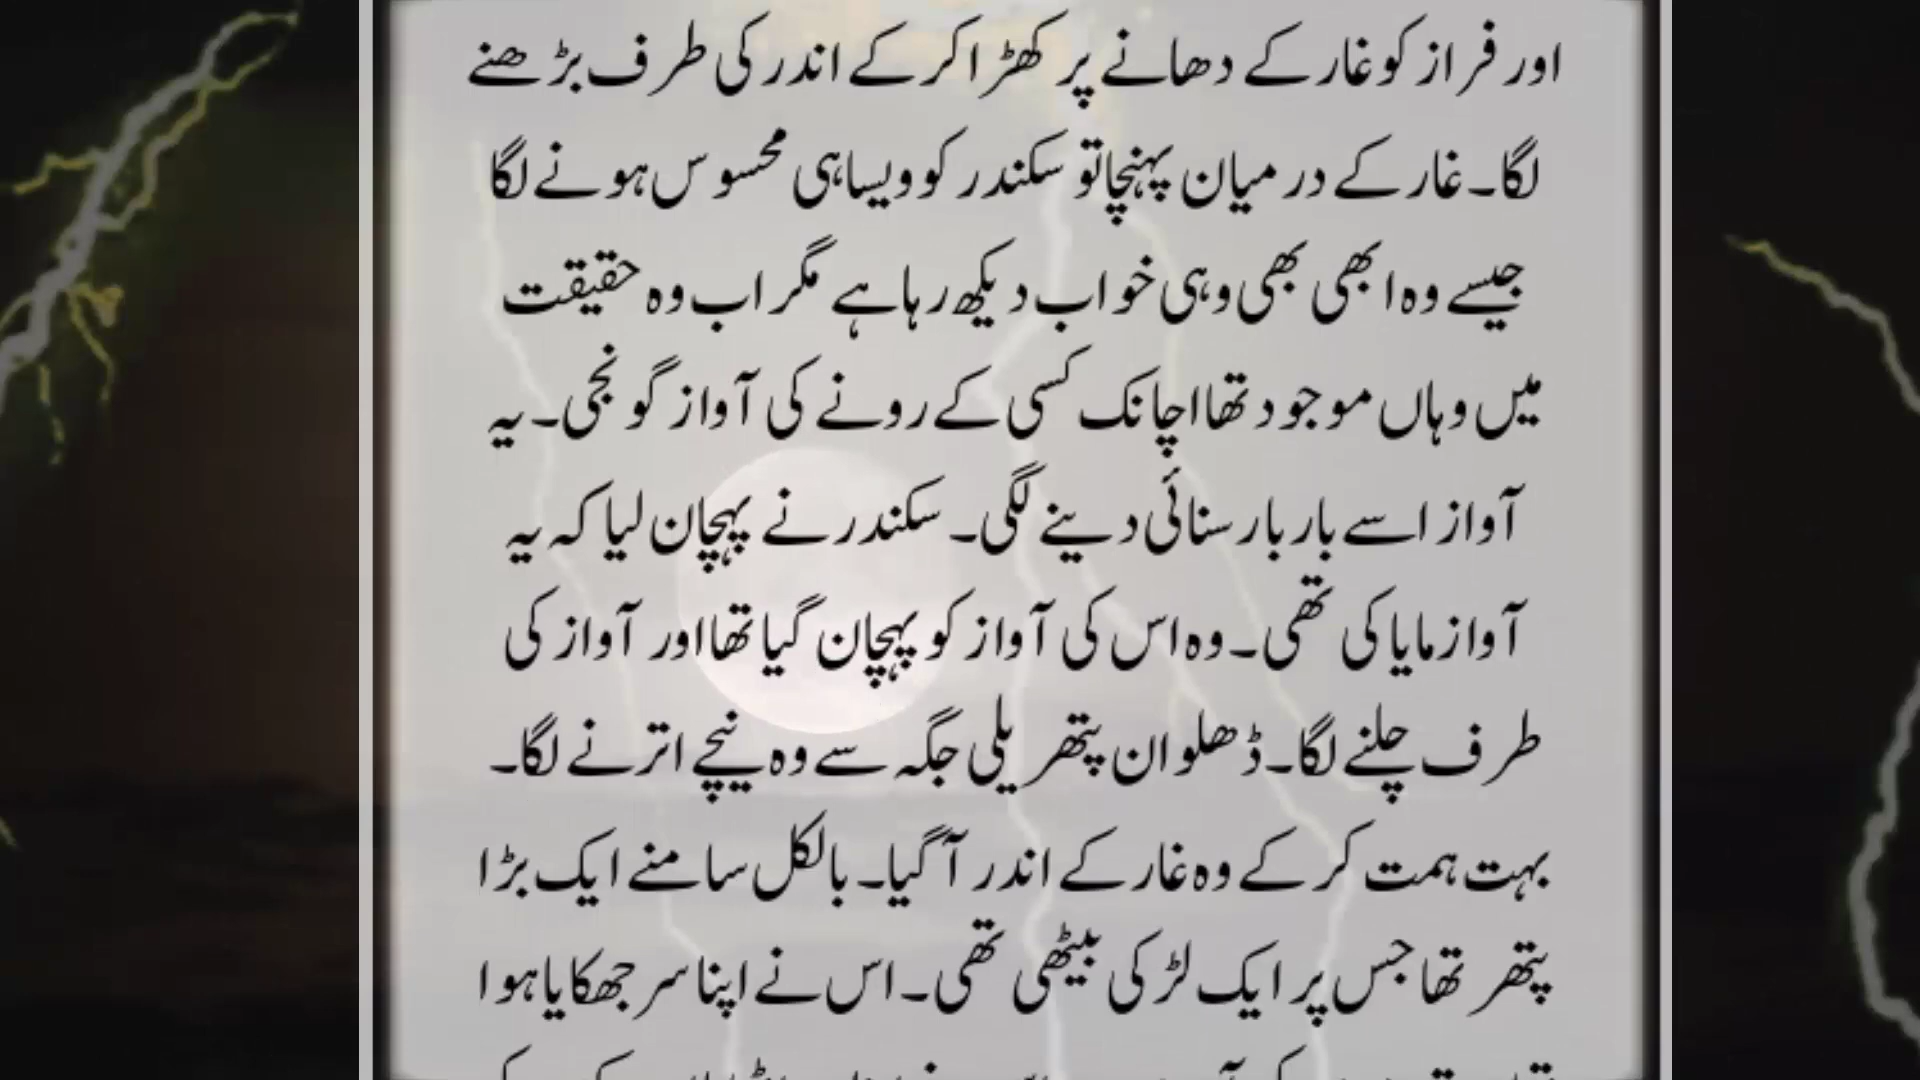 اور فراز کو غار کے دھانے پر کھڑا کر کے اندر کی طرف بڑھنے
لگا۔ غار کے درمیان پہنچا تو سکندر کو ویسا ہی محسوس ہونے لگا
جیسے وہ ابھی بھی وہی خواب دیکھ رہا ہے مگر اب وہ حقیقت
میں وہاں موجود تھا اچانک کسی کے رونے کی آواز گونجی۔ یہ
آواز اسے بار بار سنائی دینے لگی۔ سکندر نے پہچان لیا کہ یہ
آواز مایا کی تھی۔ وہ اس کی آواز کو پہچان گیا تھا اور آواز کی
طرف چلنے لگا۔ ڈھلوان پتھریلی جگہ سے وہ نیچے اترنے لگا۔
بہت ہمت کر کے وہ غار کے اندر آگیا۔ بالکل سامنے ایک بڑا
پتھر تھا جس پر ایک لڑکی بیٹھی تھی۔ اس نے اپنا سر جھکایا ہوا